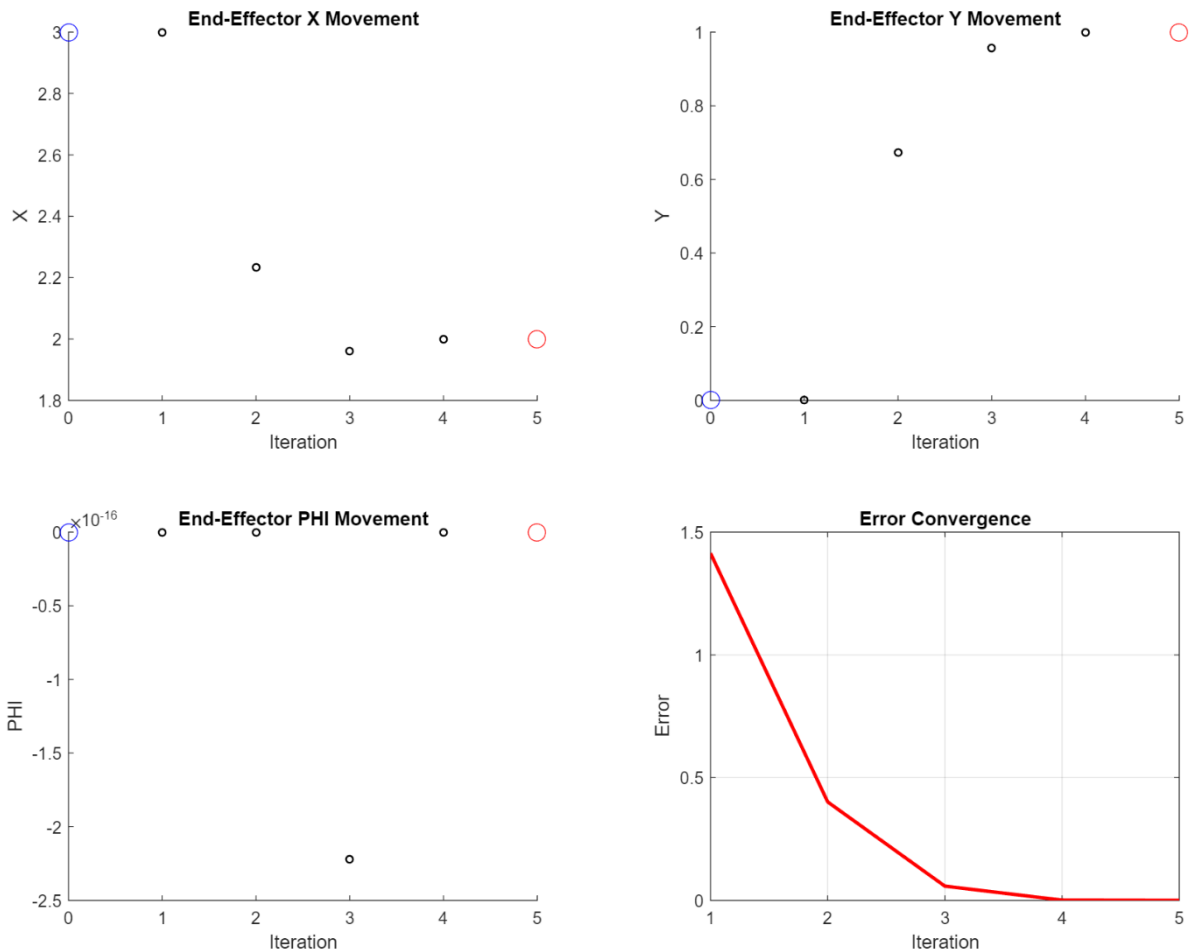 End-Effector X Movement
3
2.8
2.6
2.4
2.2
2
1.8
X
0 1 2 3 4 5
Iteration
End-Effector Y Movement
1
0.8
0.6
0.4
0.2
0
Y
0 1 2 3 4 5
Iteration
×10⁻¹⁶
End-Effector PHI Movement
0
-0.5
-1
-1.5
-2
-2.5
PHI
0 1 2 3 4 5
Iteration
Error Convergence
1.5
1
0.5
0
Error
1 2 3 4 5
Iteration